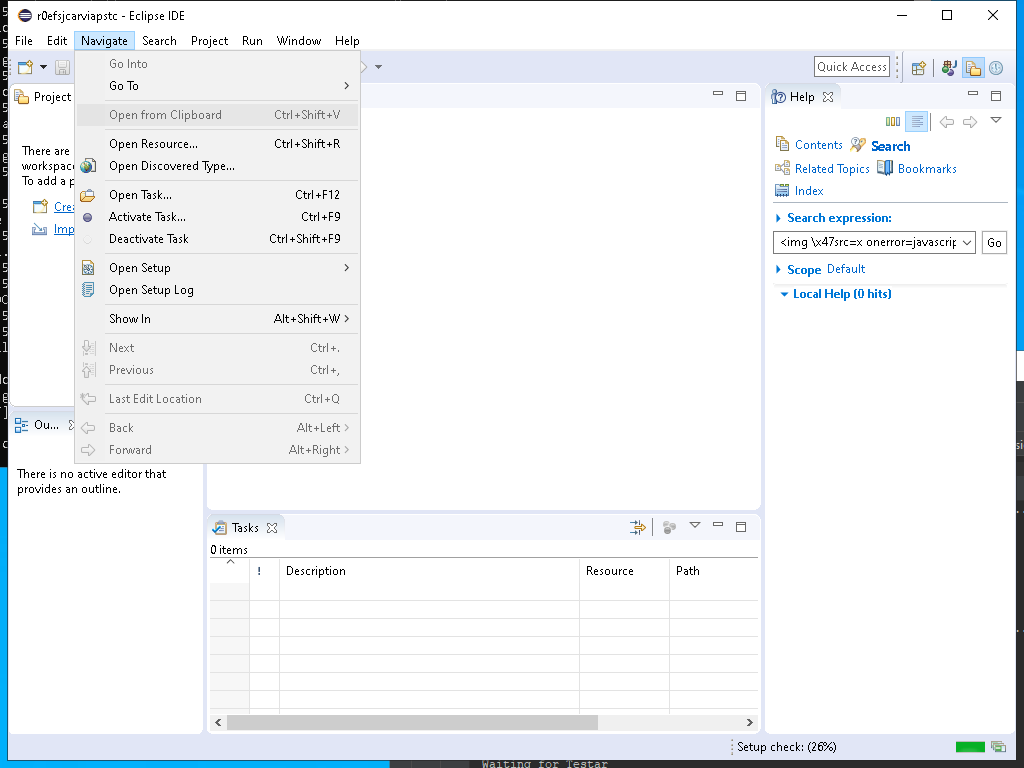 r0efsjcarviapstc - Eclipse IDE
File Edit Navigate Search Project Run Window Help
Quick Access
Go Into
Go To
Open from Clipboard Ctrl+Shift+V
Open Resource... Ctrl+Shift+R
Open Discovered Type...
Open Task... Ctrl+F12
Activate Task... Ctrl+F9
Deactivate Task Ctrl+Shift+F9
Open Setup
Open Setup Log
Show In Alt+Shift+W
Next Ctrl+.
Previous Ctrl+,
Last Edit Location Ctrl+Q
Back Alt+Left
Forward Alt+Right
Project
There are
workspac
To add a p
Crea
Imp
Ou...
There is no active editor that
provides an outline.
Tasks
0 items
! Description Resource Path
Help
Contents Search
Related Topics Bookmarks
Index
Search expression:
<img \x47src=x onerror=javascrip Go
Scope Default
Local Help (0 hits)
Setup check: (26%)
Waiting for Testar